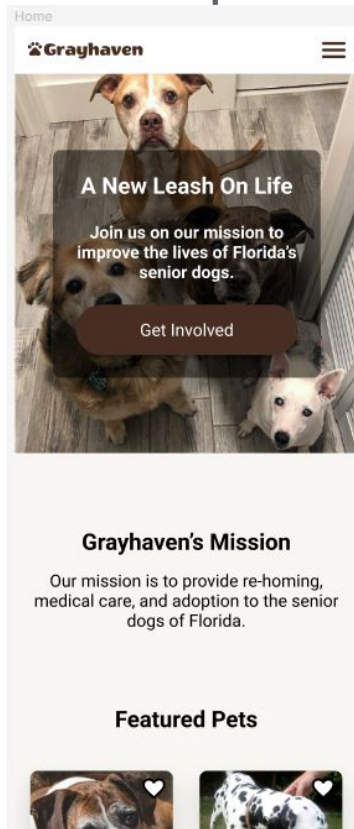 Home
Grayhaven
A New Leash On Life
Join us on our mission to
improve the lives of Florida's
senior dogs.
Get Involved
Grayhaven's Mission
Our mission is to provide re-homing,
medical care, and adoption to the senior
dogs of Florida.
Featured Pets